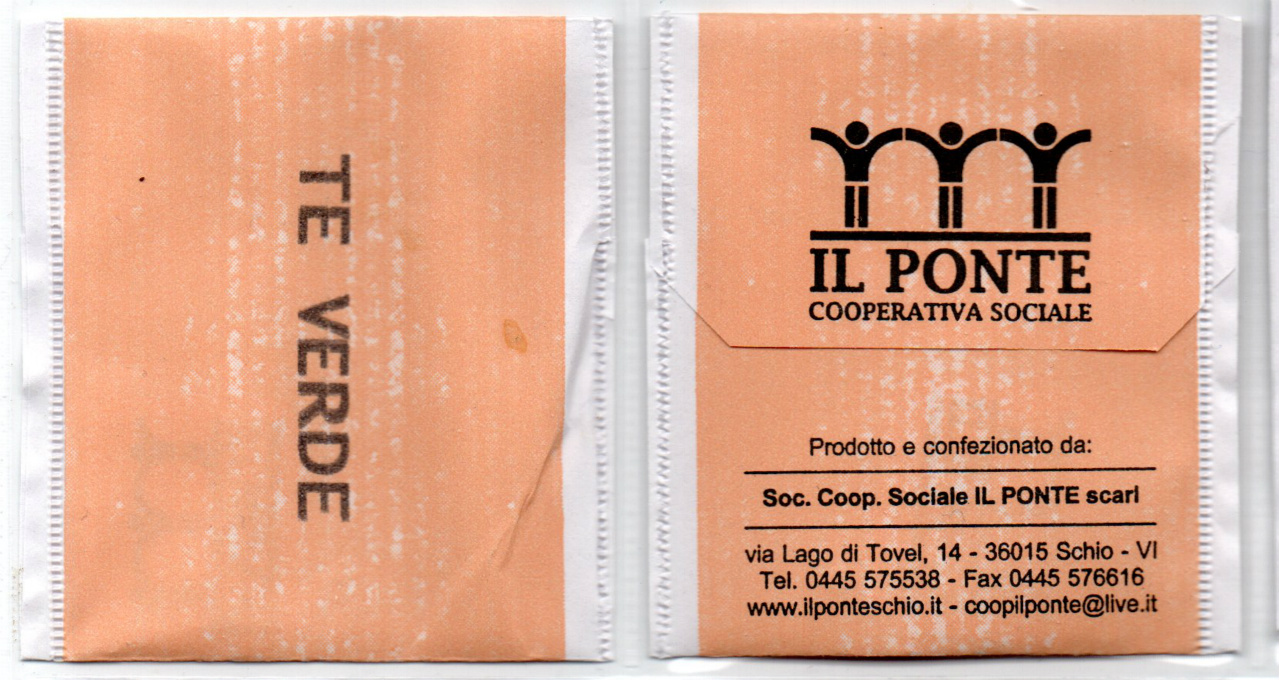 TE VERDE
IL PONTE
COOPERATIVA SOCIALE
Prodotto e confezionato da:
Soc. Coop. Sociale IL PONTE scarl
via Lago di Tovel, 14 - 36015 Schio - VI
Tel. 0445 575538 - Fax 0445 576616
www.ilponteschio.it - coopilponte@live.it